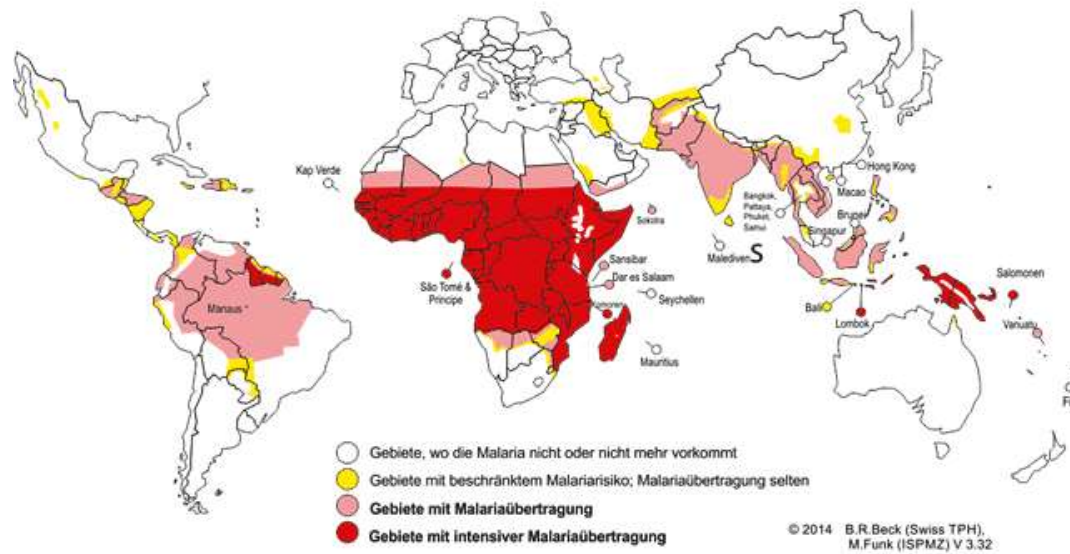 Kap Verde
Hong Kong
Macao
Bangkok,
Pattaya,
Phuket,
Samui
Brunei
Singapur
Sokotra
Malediven S
Sansibar
Dar es Salaam
São Tomé &
Principe
Seychellen
Komoren
Salomonen
Manaus
Bali
Lombok
Vanuatu
Mauritius
Gebiete, wo die Malaria nicht oder nicht mehr vorkommt
Gebiete mit beschränktem Malariarisiko; Malariaübertragung selten
Gebiete mit Malariaübertragung
Gebiete mit intensiver Malariaübertragung
© 2014 B.R.Beck (Swiss TPH),
M.Funk (ISPMZ) V 3.32